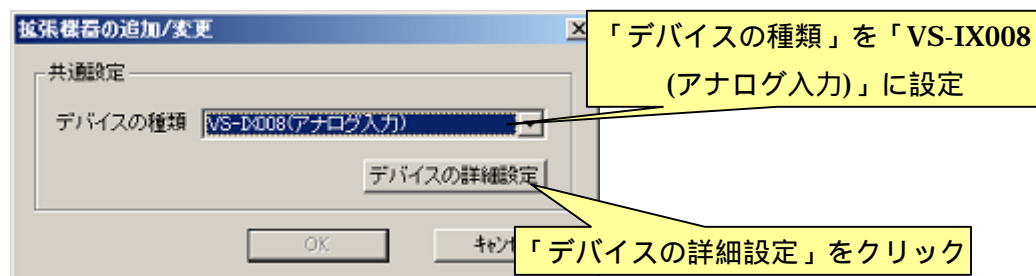 拡張機器の追加/変更
「デバイスの種類」を「VS-IX008
(アナログ入力)」に設定
共通設定
デバイスの種類
VS-IX008(アナログ入力)
デバイスの詳細設定
OK
「デバイスの詳細設定」をクリック